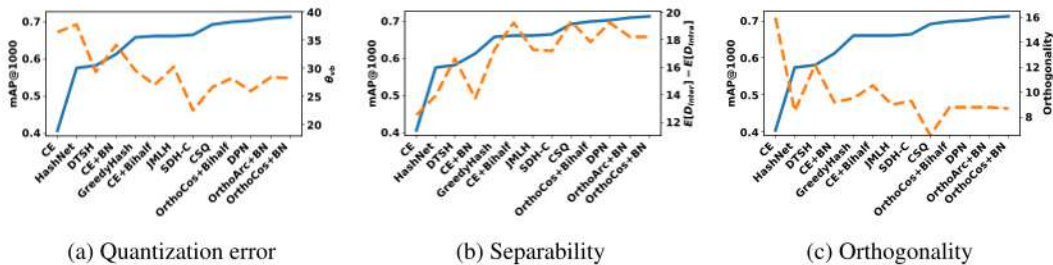 0.7
0.6
0.5
0.4
mAP@1000
40
35
30
25
20
θvb
CE
HashNet
DTSH
CE+BN
GreedyHash
CE+Bihalf
JMLH
SDH-C
CSQ
OrthoCos+Bihalf
DPN
OrthoArc+BN
OrthoCos+BN
(a) Quantization error
0.7
0.6
0.5
0.4
mAP@1000
20
18
16
14
12
E[Dinter] − E[Dintra]
CE
HashNet
DTSH
CE+BN
GreedyHash
CE+Bihalf
JMLH
SDH-C
CSQ
OrthoCos+Bihalf
DPN
OrthoArc+BN
OrthoCos+BN
(b) Separability
0.7
0.6
0.5
0.4
mAP@1000
16
14
12
10
8
Orthogonality
CE
HashNet
DTSH
CE+BN
GreedyHash
CE+Bihalf
JMLH
SDH-C
CSQ
OrthoCos+Bihalf
DPN
OrthoArc+BN
OrthoCos+BN
(c) Orthogonality